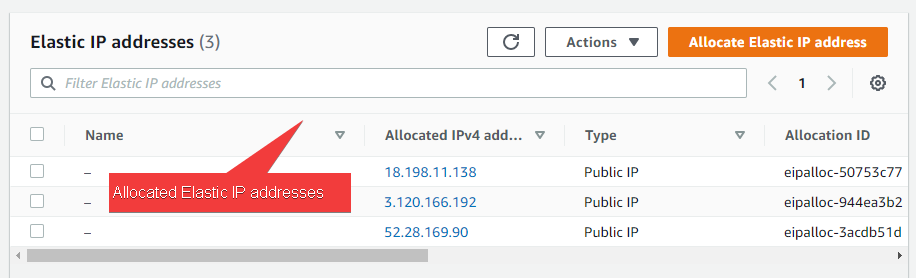 Elastic IP addresses (3)
Actions
Allocate Elastic IP address
Filter Elastic IP addresses
1
Name
Allocated IPv4 add...
Type
Allocation ID
– 18.198.11.138 Public IP eipalloc-50753c77
Allocated Elastic IP addresses
– 3.120.166.192 Public IP eipalloc-944ea3b2
– 52.28.169.90 Public IP eipalloc-3acdb51d